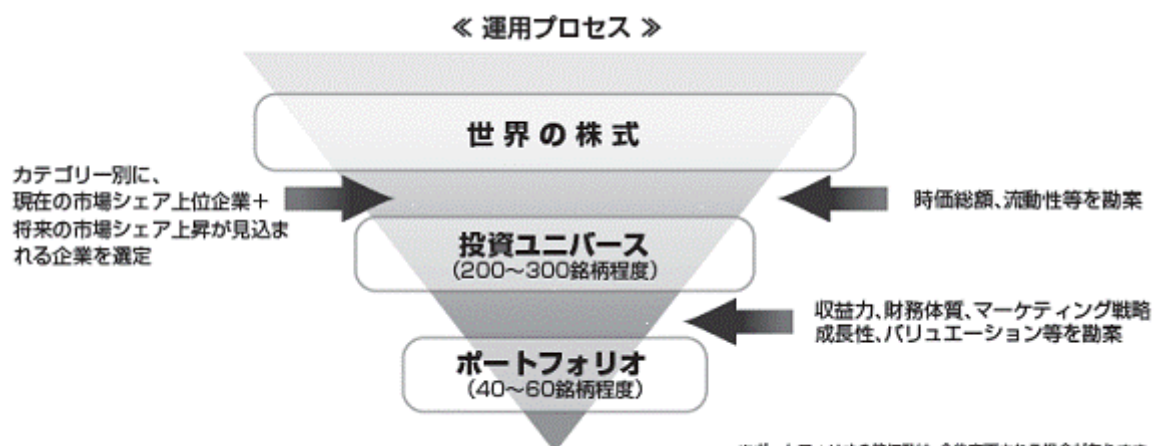 ≪ 運用プロセス ≫
世界の株式
カテゴリー別に、
現在の市場シェア上位企業＋
将来の市場シェア上昇が見込ま
れる企業を選定
時価総額、流動性等を勘案
投資ユニバース
（200～300銘柄程度）
収益力、財務体質、マーケティング戦略
成長性、バリュエーション等を勘案
ポートフォリオ
（40～60銘柄程度）